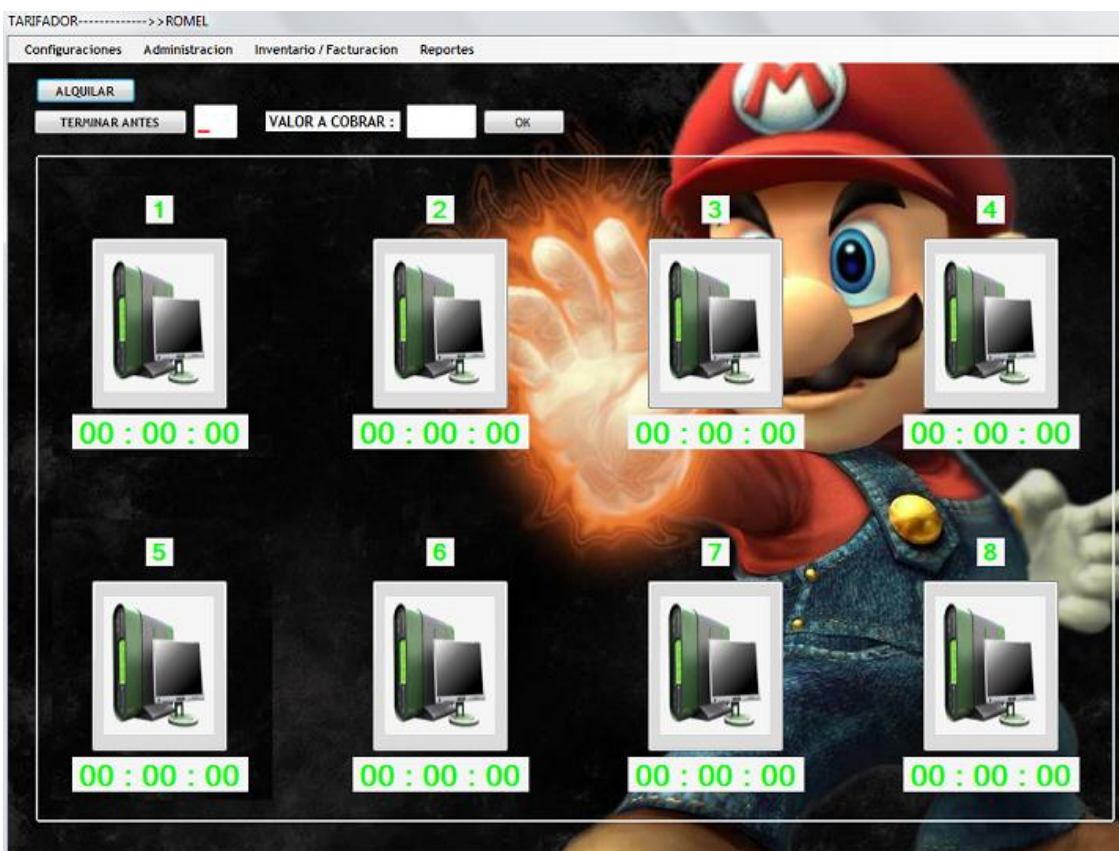 TARIFADOR------------->>ROMEL
Configuraciones Administracion Inventario / Facturacion Reportes
ALQUILAR
TERMINAR ANTES _ VALOR A COBRAR : OK
1 2 3 4
M
00 : 00 : 00 00 : 00 : 00 00 : 00 : 00 00 : 00 : 00
5 6 7 8
00 : 00 : 00 00 : 00 : 00 00 : 00 : 00 00 : 00 : 00